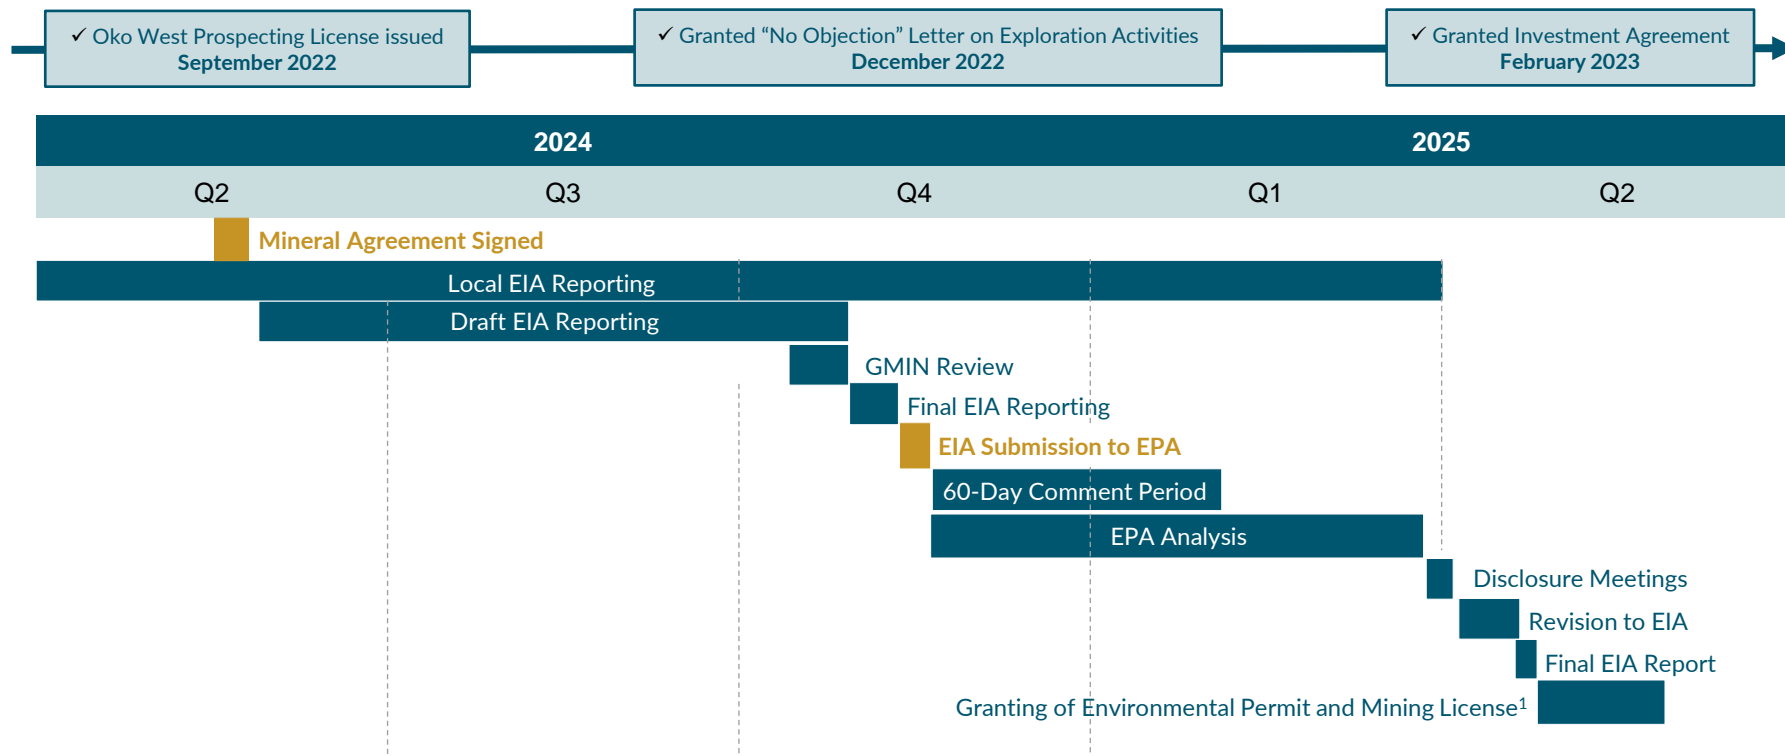 ✓ Oko West Prospecting License issued
September 2022
✓ Granted “No Objection” Letter on Exploration Activities
December 2022
✓ Granted Investment Agreement
February 2023
2024 2025
Q2 Q3 Q4 Q1 Q2
Mineral Agreement Signed
Local EIA Reporting
Draft EIA Reporting
GMIN Review
Final EIA Reporting
EIA Submission to EPA
60-Day Comment Period
EPA Analysis
Disclosure Meetings
Revision to EIA
Final EIA Report
Granting of Environmental Permit and Mining License¹